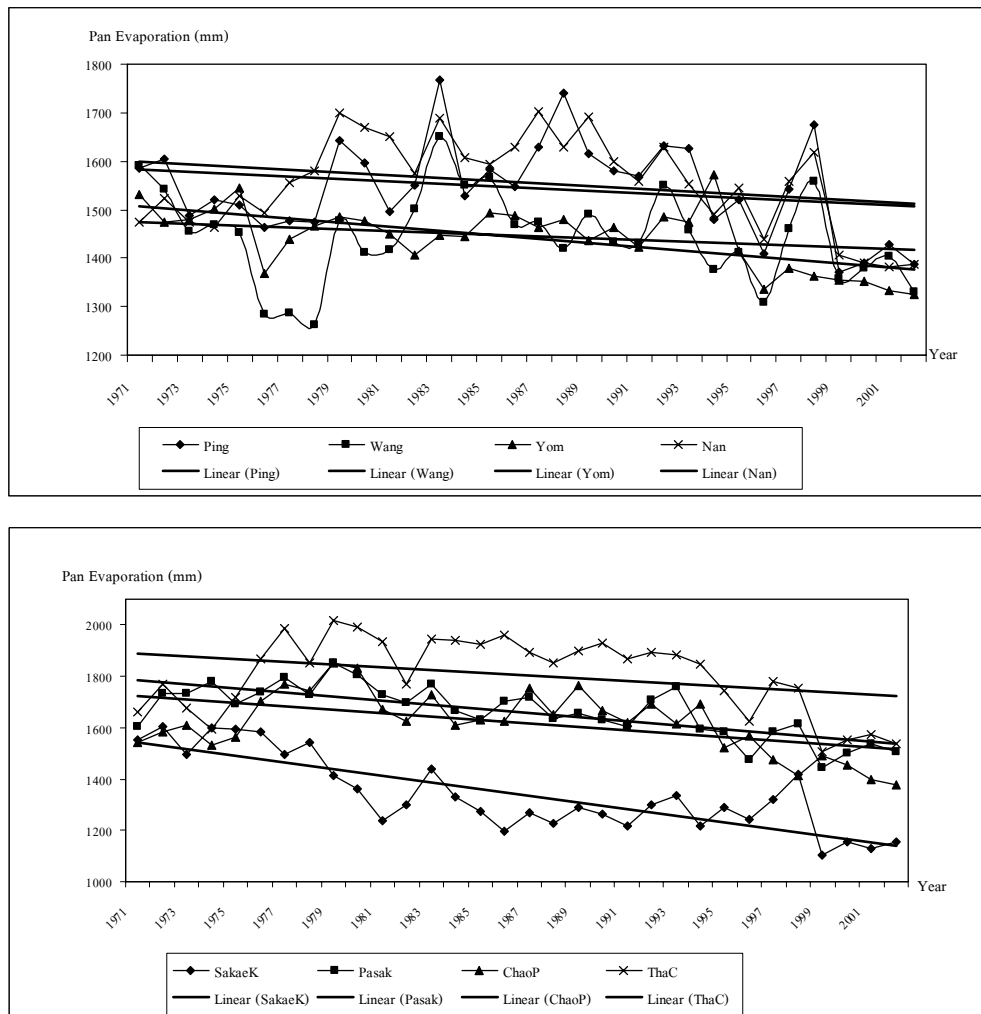 Pan Evaporation (mm)
1800
1700
1600
1500
1400
1300
1200
Year
1971 1973 1975 1977 1979 1981 1983 1985 1987 1989 1991 1993 1995 1997 1999 2001
Ping Wang Yom Nan
Linear (Ping) Linear (Wang) Linear (Yom) Linear (Nan)
Pan Evaporation (mm)
2000
1800
1600
1400
1200
1000
Year
1971 1973 1975 1977 1979 1981 1983 1985 1987 1989 1991 1993 1995 1997 1999 2001
SakaeK Pasak ChaoP ThaC
Linear (SakaeK) Linear (Pasak) Linear (ChaoP) Linear (ThaC)